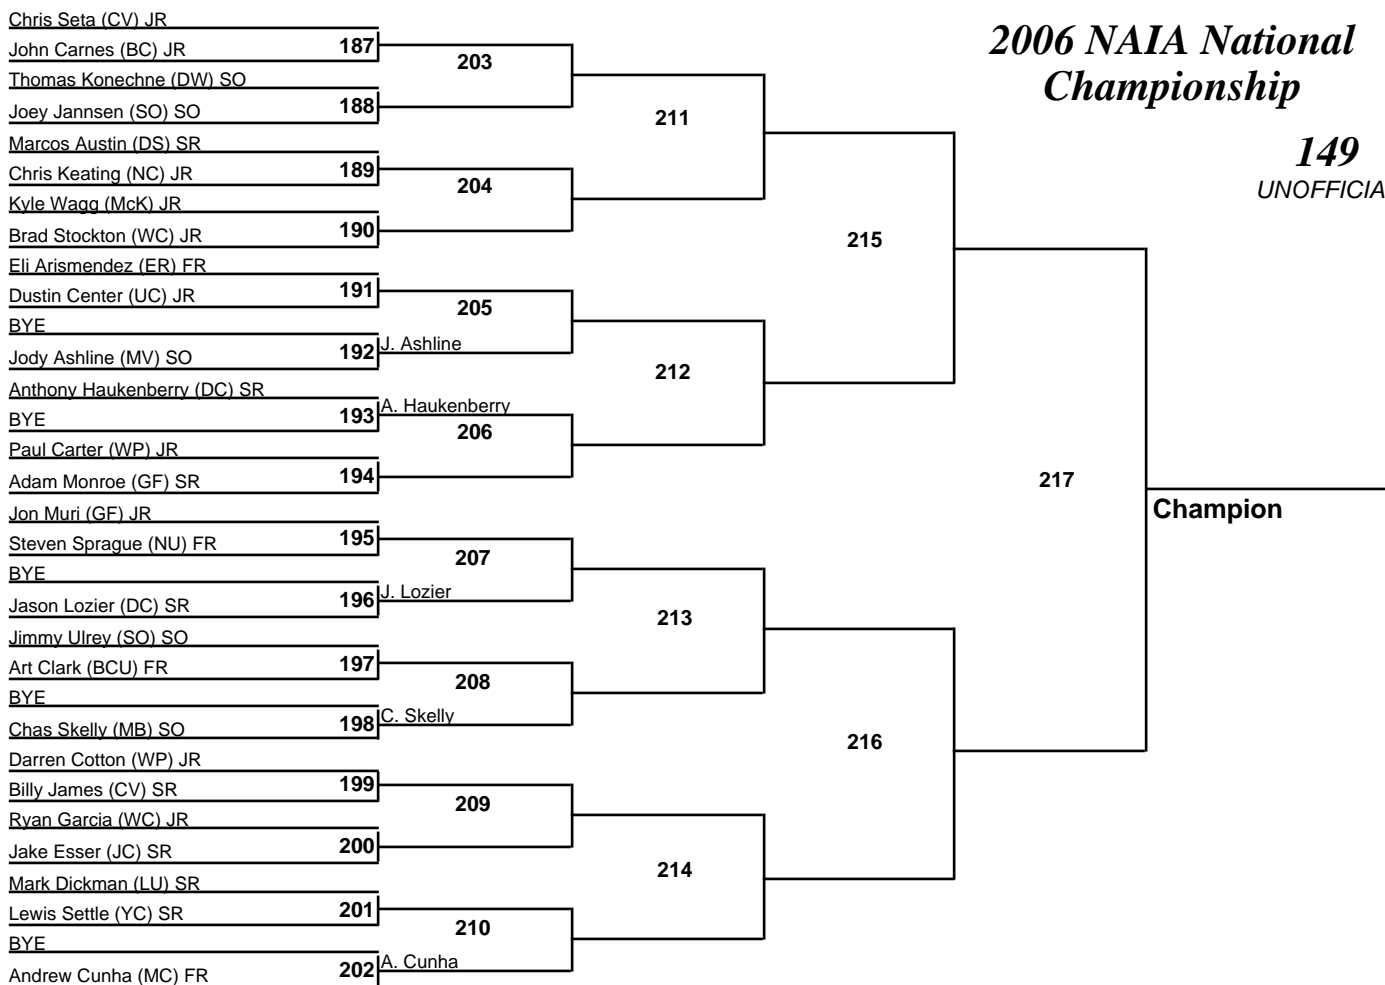 Chris Seta (CV) JR
John Carnes (BC) JR
187
Thomas Konechne (DW) SO
Joey Jannsen (SO) SO
188
Marcos Austin (DS) SR
Chris Keating (NC) JR
189
Kyle Wagg (McK) JR
Brad Stockton (WC) JR
190
Eli Arismendez (ER) FR
Dustin Center (UC) JR
191
BYE
Jody Ashline (MV) SO
192
Anthony Haukenberry (DC) SR
BYE
193
Paul Carter (WP) JR
Adam Monroe (GF) SR
194
Jon Muri (GF) JR
Steven Sprague (NU) FR
195
BYE
Jason Lozier (DC) SR
196
Jimmy Ulrey (SO) SO
Art Clark (BCU) FR
197
BYE
Chas Skelly (MB) SO
198
Darren Cotton (WP) JR
Billy James (CV) SR
199
Ryan Garcia (WC) JR
Jake Esser (JC) SR
200
Mark Dickman (LU) SR
Lewis Settle (YC) SR
201
BYE
Andrew Cunha (MC) FR
202
203
204
205
J. Ashline
A. Haukenberry
206
207
J. Lozier
208
C. Skelly
209
210
A. Cunha
211
212
213
214
215
216
217
Champion
2006 NAIA National
Championship
149
UNOFFICIA